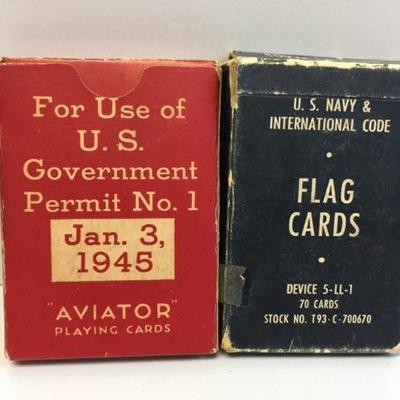 For Use of
U. S.
Government
Permit No. 1
Jan. 3,
1945
"AVIATOR"
PLAYING CARDS
U. S. NAVY &
INTERNATIONAL CODE
FLAG
CARDS
DEVICE 5-LL-1
70 CARDS
STOCK NO. T93-C-700670